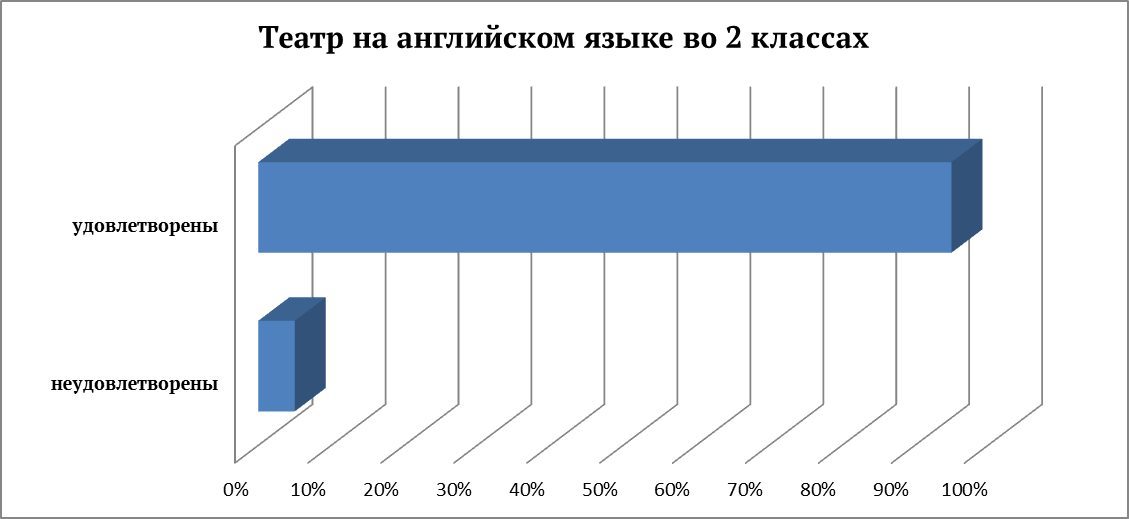 Театр на английском языке во 2 классах
удовлетворены
неудовлетворены
0% 10% 20% 30% 40% 50% 60% 70% 80% 90% 100%